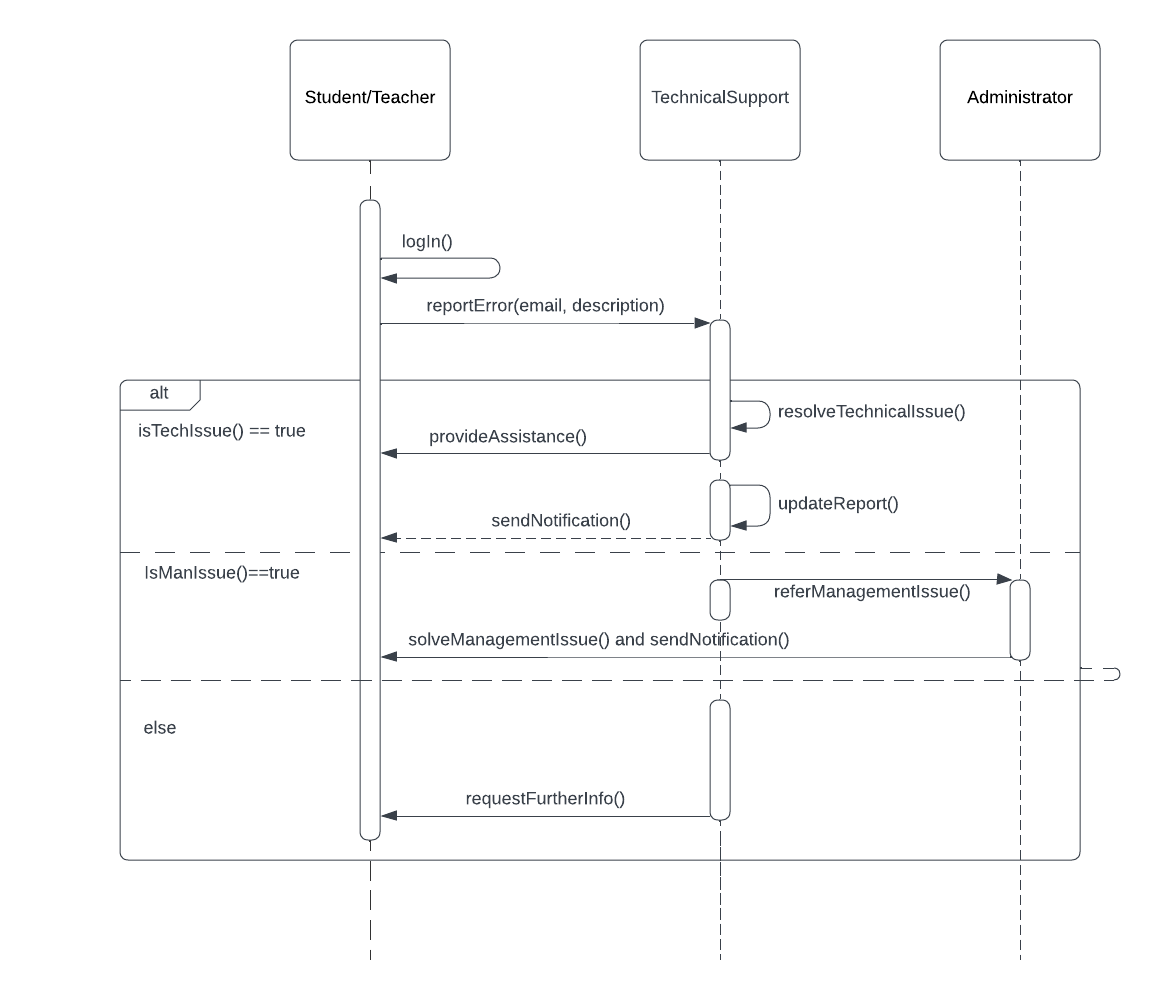 Student/Teacher
TechnicalSupport
Administrator
logIn()
reportError(email, description)
alt
isTechIssue() == true
resolveTechnicalIssue()
provideAssistance()
updateReport()
sendNotification()
IsManIssue()==true
referManagementIssue()
solveManagementIssue() and sendNotification()
else
requestFurtherInfo()